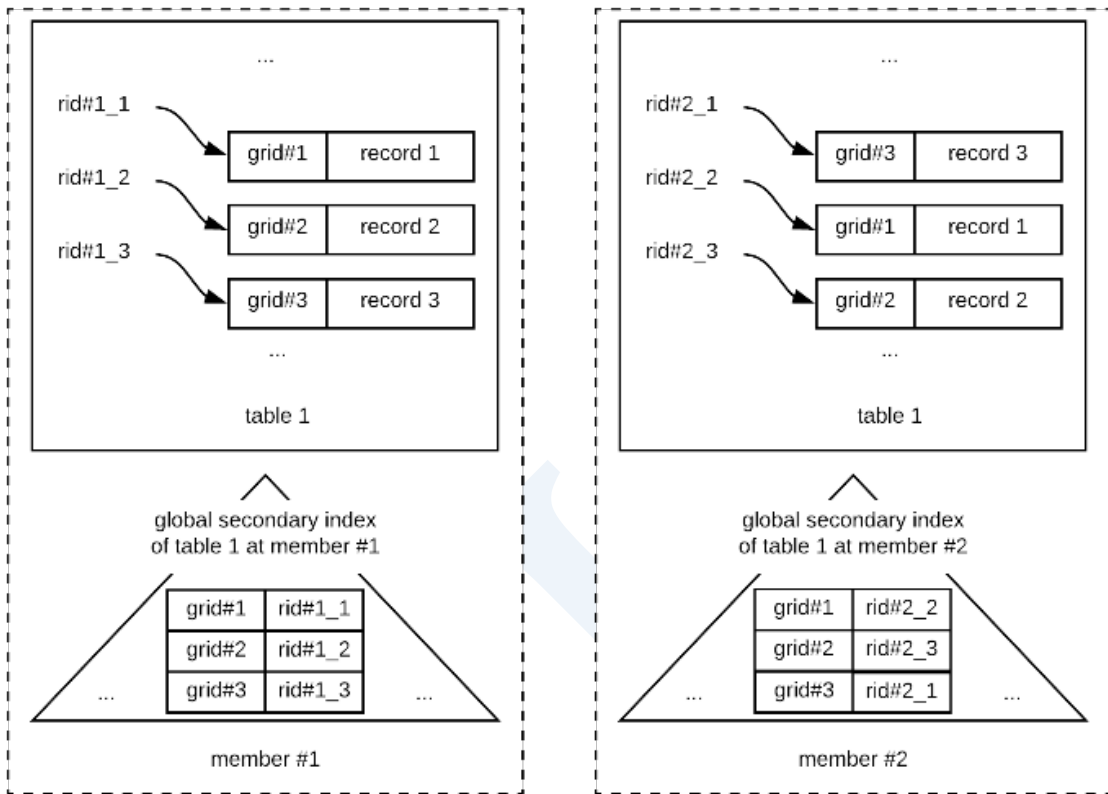 ...
rid#1_1
grid#1 record 1
rid#1_2
grid#2 record 2
rid#1_3
grid#3 record 3
...
table 1
global secondary index
of table 1 at member #1
grid#1 rid#1_1
grid#2 rid#1_2
... grid#3 rid#1_3 ...
member #1
...
rid#2_1
grid#3 record 3
rid#2_2
grid#1 record 1
rid#2_3
grid#2 record 2
...
table 1
global secondary index
of table 1 at member #2
grid#1 rid#2_2
grid#2 rid#2_3
... grid#3 rid#2_1 ...
member #2